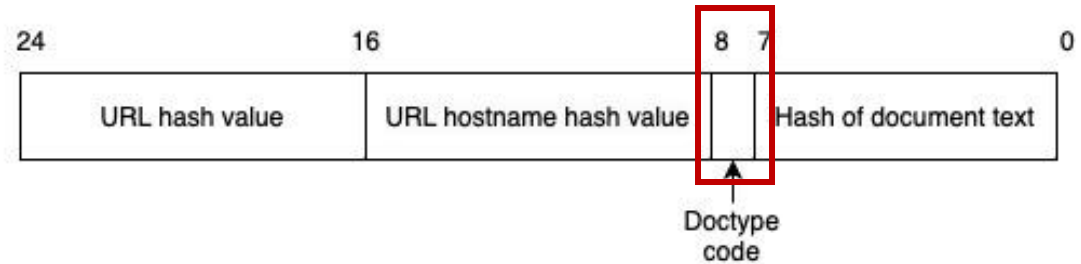 24 16 8 7 0
URL hash value URL hostname hash value Hash of document text
Doctype
code